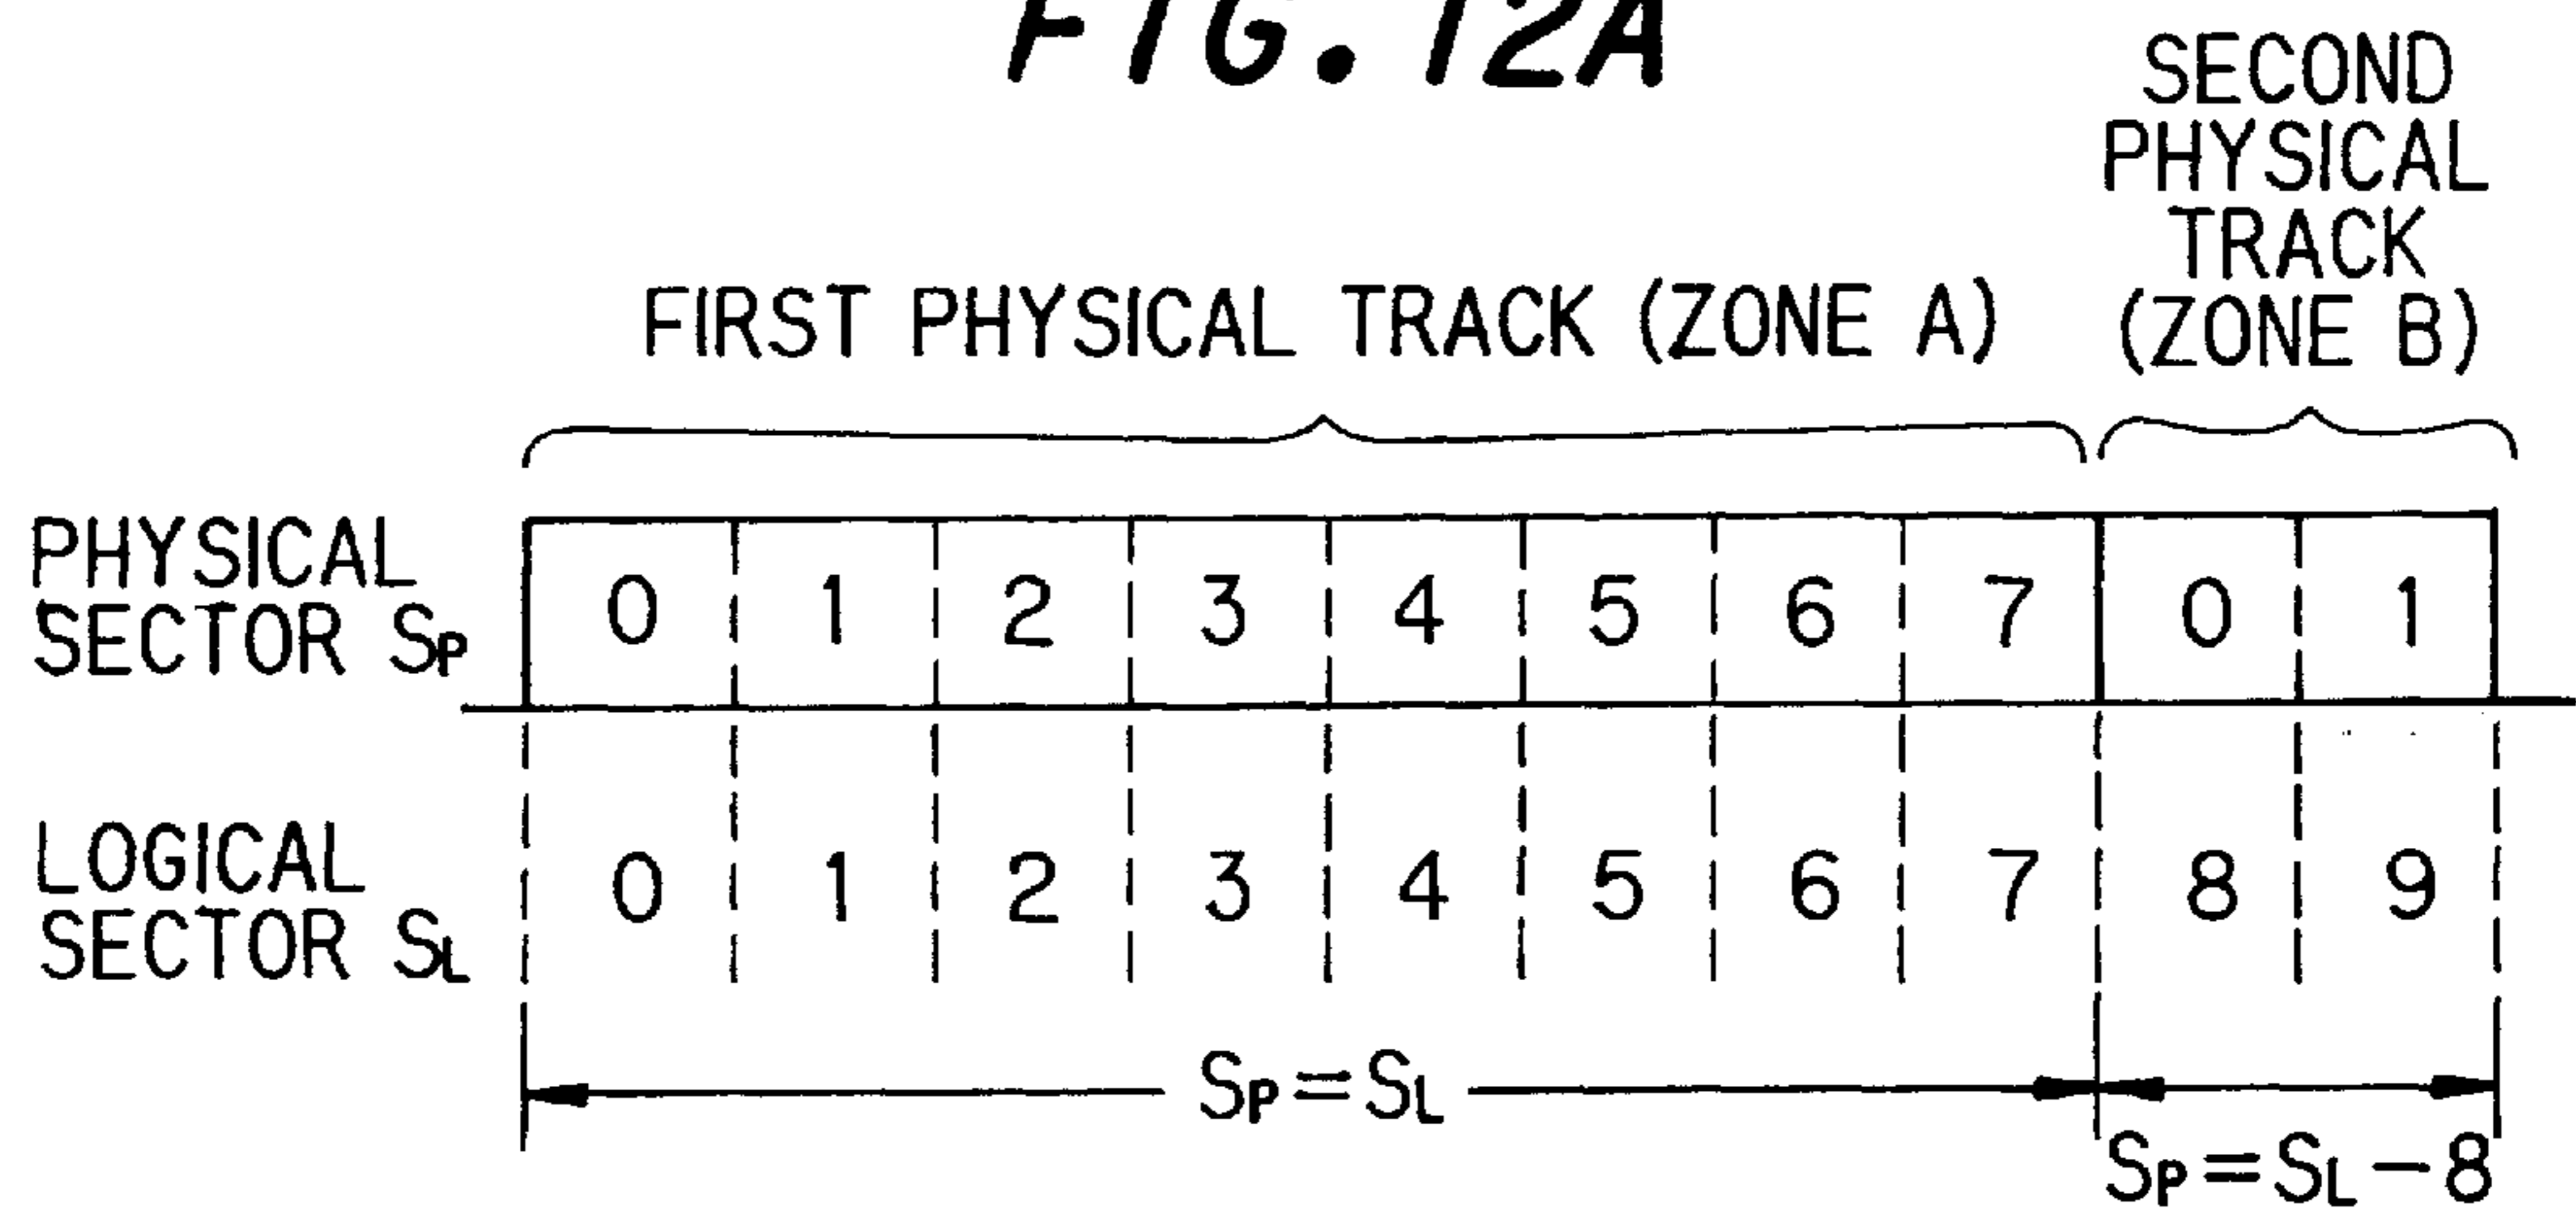 FIG. 12A
SECOND
PHYSICAL
TRACK
(ZONE B)
FIRST PHYSICAL TRACK (ZONE A)
PHYSICAL
SECTOR SP
0 1 2 3 4 5 6 7 0 1
LOGICAL
SECTOR SL
0 1 2 3 4 5 6 7 8 9
SP=SL
SP=SL-8